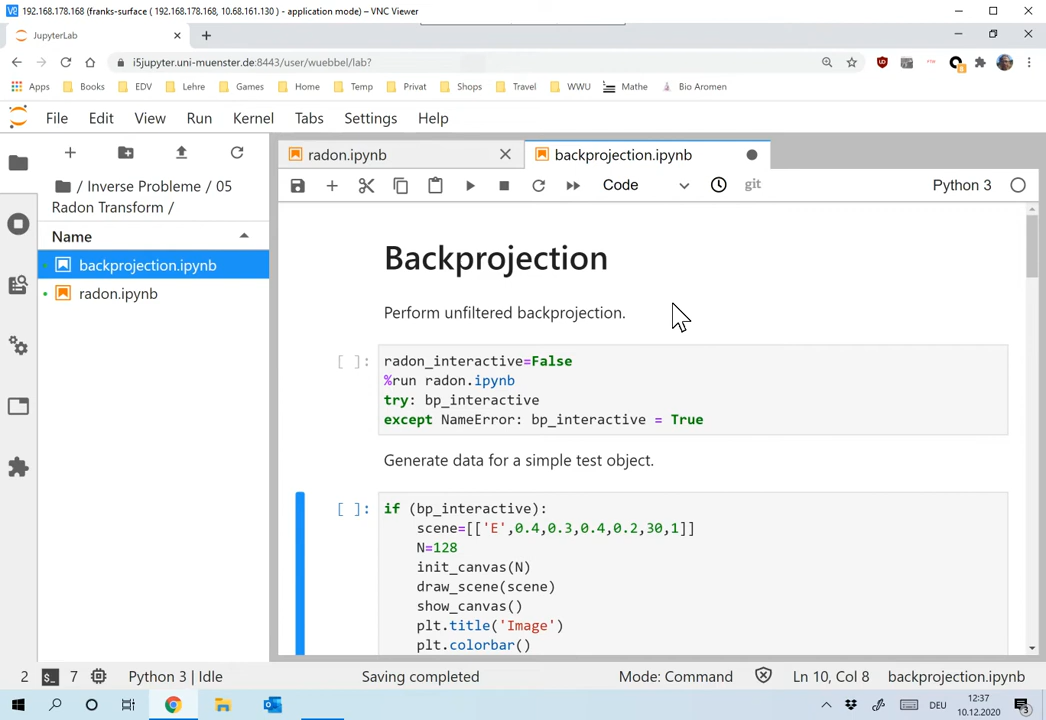 192.168.178.168 (franks-surface ( 192.168.178.168, 10.68.161.130 ) - application mode) – VNC Viewer
JupyterLab
i5jupyter.uni-muenster.de:8443/user/wuebbel/lab?
Apps Books EDV Lehre Games Home Temp Privat Shops Travel WWU Mathe Bio Aromen
File Edit View Run Kernel Tabs Settings Help
radon.ipynb
backprojection.ipynb
Code
git
Python 3
/ Inverse Probleme / 05
Radon Transform /
Name
backprojection.ipynb
radon.ipynb
Backprojection
Perform unfiltered backprojection.
[ ]:
radon_interactive=False
%run radon.ipynb
try: bp_interactive
except NameError: bp_interactive = True
Generate data for a simple test object.
[ ]:
if (bp_interactive):
scene=[['E',0.4,0.3,0.4,0.2,30,1]]
N=128
init_canvas(N)
draw_scene(scene)
show_canvas()
plt.title('Image')
plt.colorbar()
2 7 Python 3 | Idle Saving completed Mode: Command Ln 10, Col 8 backprojection.ipynb
DEU
12:37
10.12.2020
3